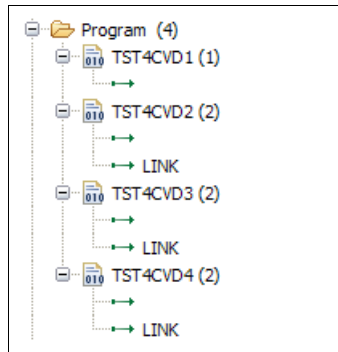 Program (4)
TST4CVD1 (1)
TST4CVD2 (2)
LINK
TST4CVD3 (2)
LINK
TST4CVD4 (2)
LINK